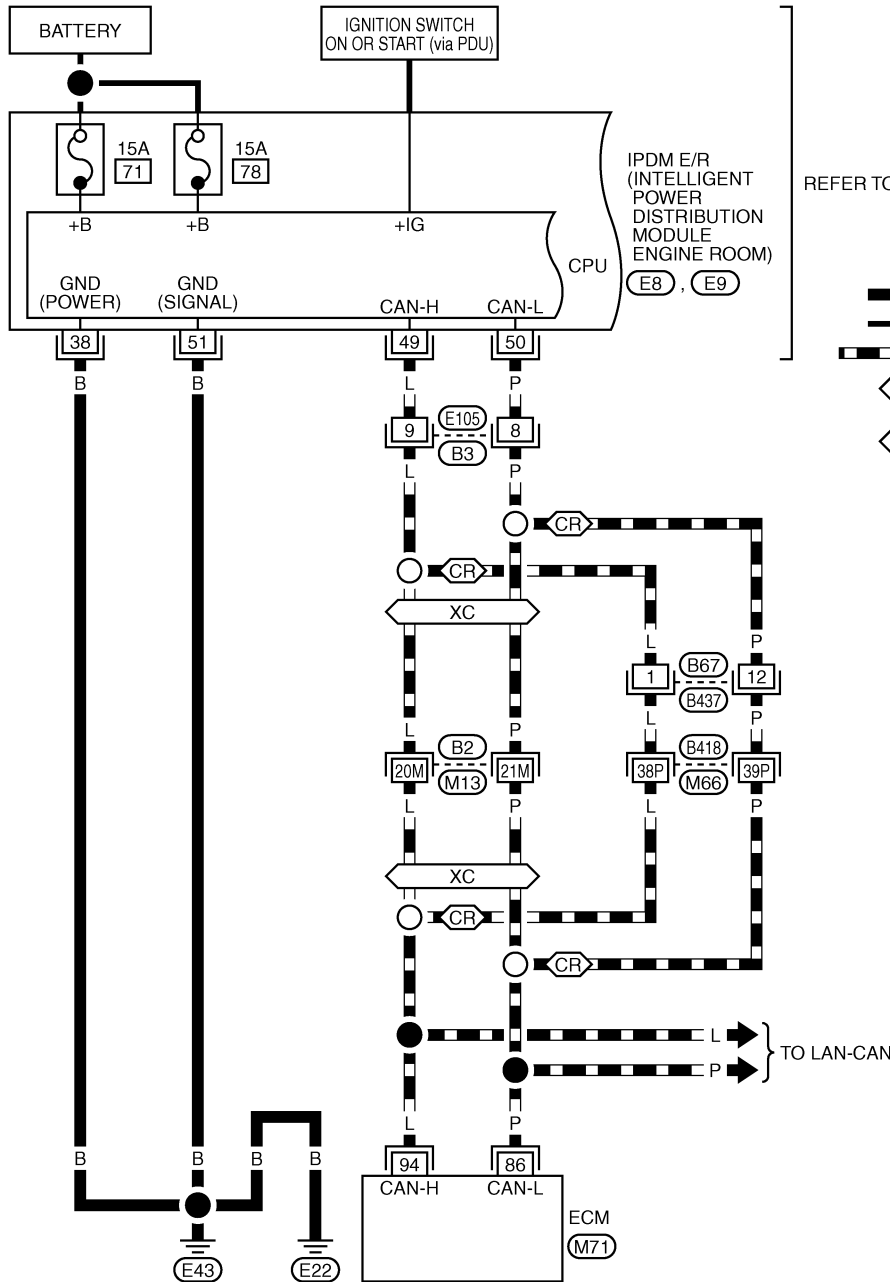 BATTERY
IGNITION SWITCH
ON OR START (via PDU)
15A
71
15A
78
IPDM E/R
(INTELLIGENT
POWER
DISTRIBUTION
MODULE
ENGINE ROOM)
E8 , E9
REFER TO
+B
+B
+IG
CPU
GND
(POWER)
GND
(SIGNAL)
CAN-H
CAN-L
38
51
49
50
B
B
L
P
9
E105
8
B3
L
P
CR
CR
XC
L
P
1
B67
12
B437
L
P
L
P
20M
B2
21M
M13
38P
B418
39P
M66
L
P
L
P
XC
CR
CR
L
P
TO LAN-CAN
L
P
B
B
B
B
94
86
CAN-H
CAN-L
ECM
M71
E43
E22